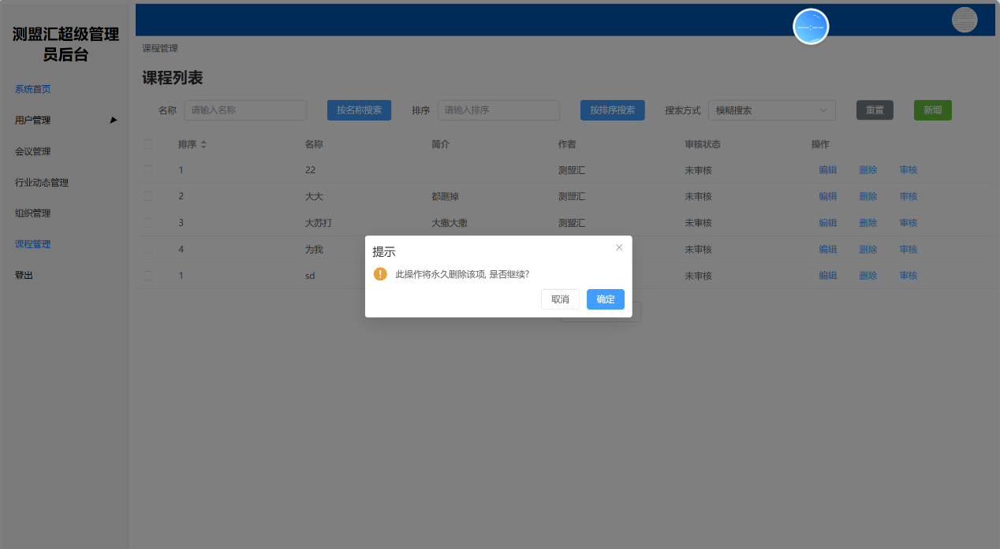 测盟汇超级管理
员后台
系统首页
用户管理
会议管理
行业动态管理
组织管理
课程管理
登出
课程管理
课程列表
名称 请输入名称 按名称搜索 排序 请输入排序 按排序搜索 搜索方式 模糊搜索 重置 新增
排序 名称 简介 作者 审核状态 操作
1 22 测盟汇 未审核 编辑 删除 审核
2 大大 都删掉 测盟汇 未审核 编辑 删除 审核
3 大苏打 大撒大撒 测盟汇 未审核 编辑 删除 审核
4 为我 未审核 编辑 删除 审核
1 sd 未审核 编辑 删除 审核
提示
此操作将永久删除该项, 是否继续?
取消 确定